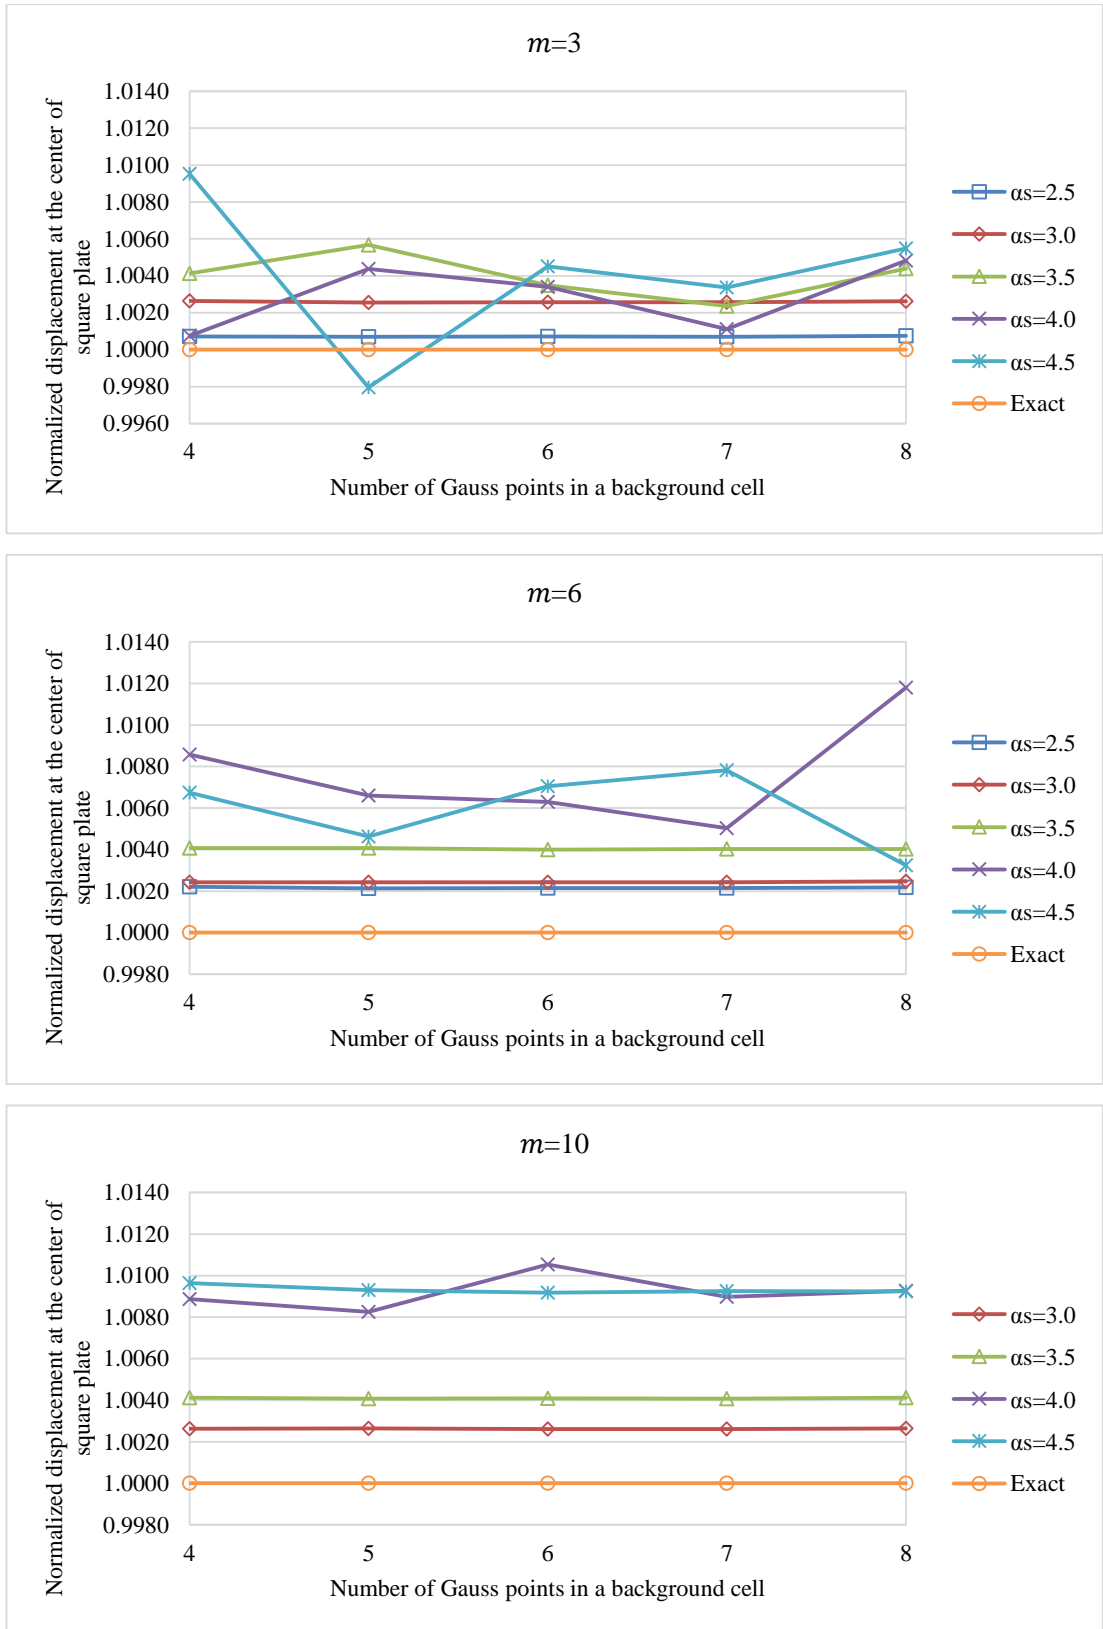 m=3
Normalized displacement at the center of
square plate
1.0140
1.0120
1.0100
1.0080
1.0060
1.0040
1.0020
1.0000
0.9980
0.9960
4 5 6 7 8
Number of Gauss points in a background cell
αs=2.5
αs=3.0
αs=3.5
αs=4.0
αs=4.5
Exact
m=6
Normalized displacement at the center of
square plate
1.0140
1.0120
1.0100
1.0080
1.0060
1.0040
1.0020
1.0000
0.9980
4 5 6 7 8
Number of Gauss points in a background cell
αs=2.5
αs=3.0
αs=3.5
αs=4.0
αs=4.5
Exact
m=10
Normalized displacement at the center of
square plate
1.0140
1.0120
1.0100
1.0080
1.0060
1.0040
1.0020
1.0000
0.9980
4 5 6 7 8
Number of Gauss points in a background cell
αs=3.0
αs=3.5
αs=4.0
αs=4.5
Exact